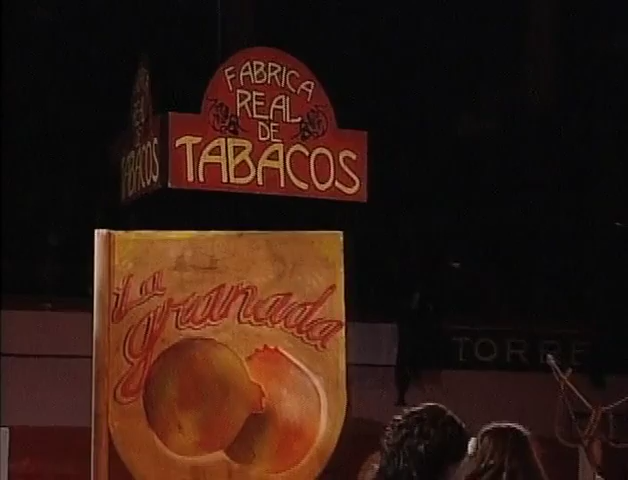 FABRICA
REAL
DE
TABACOS
TABACOS
La
granada
TORRE